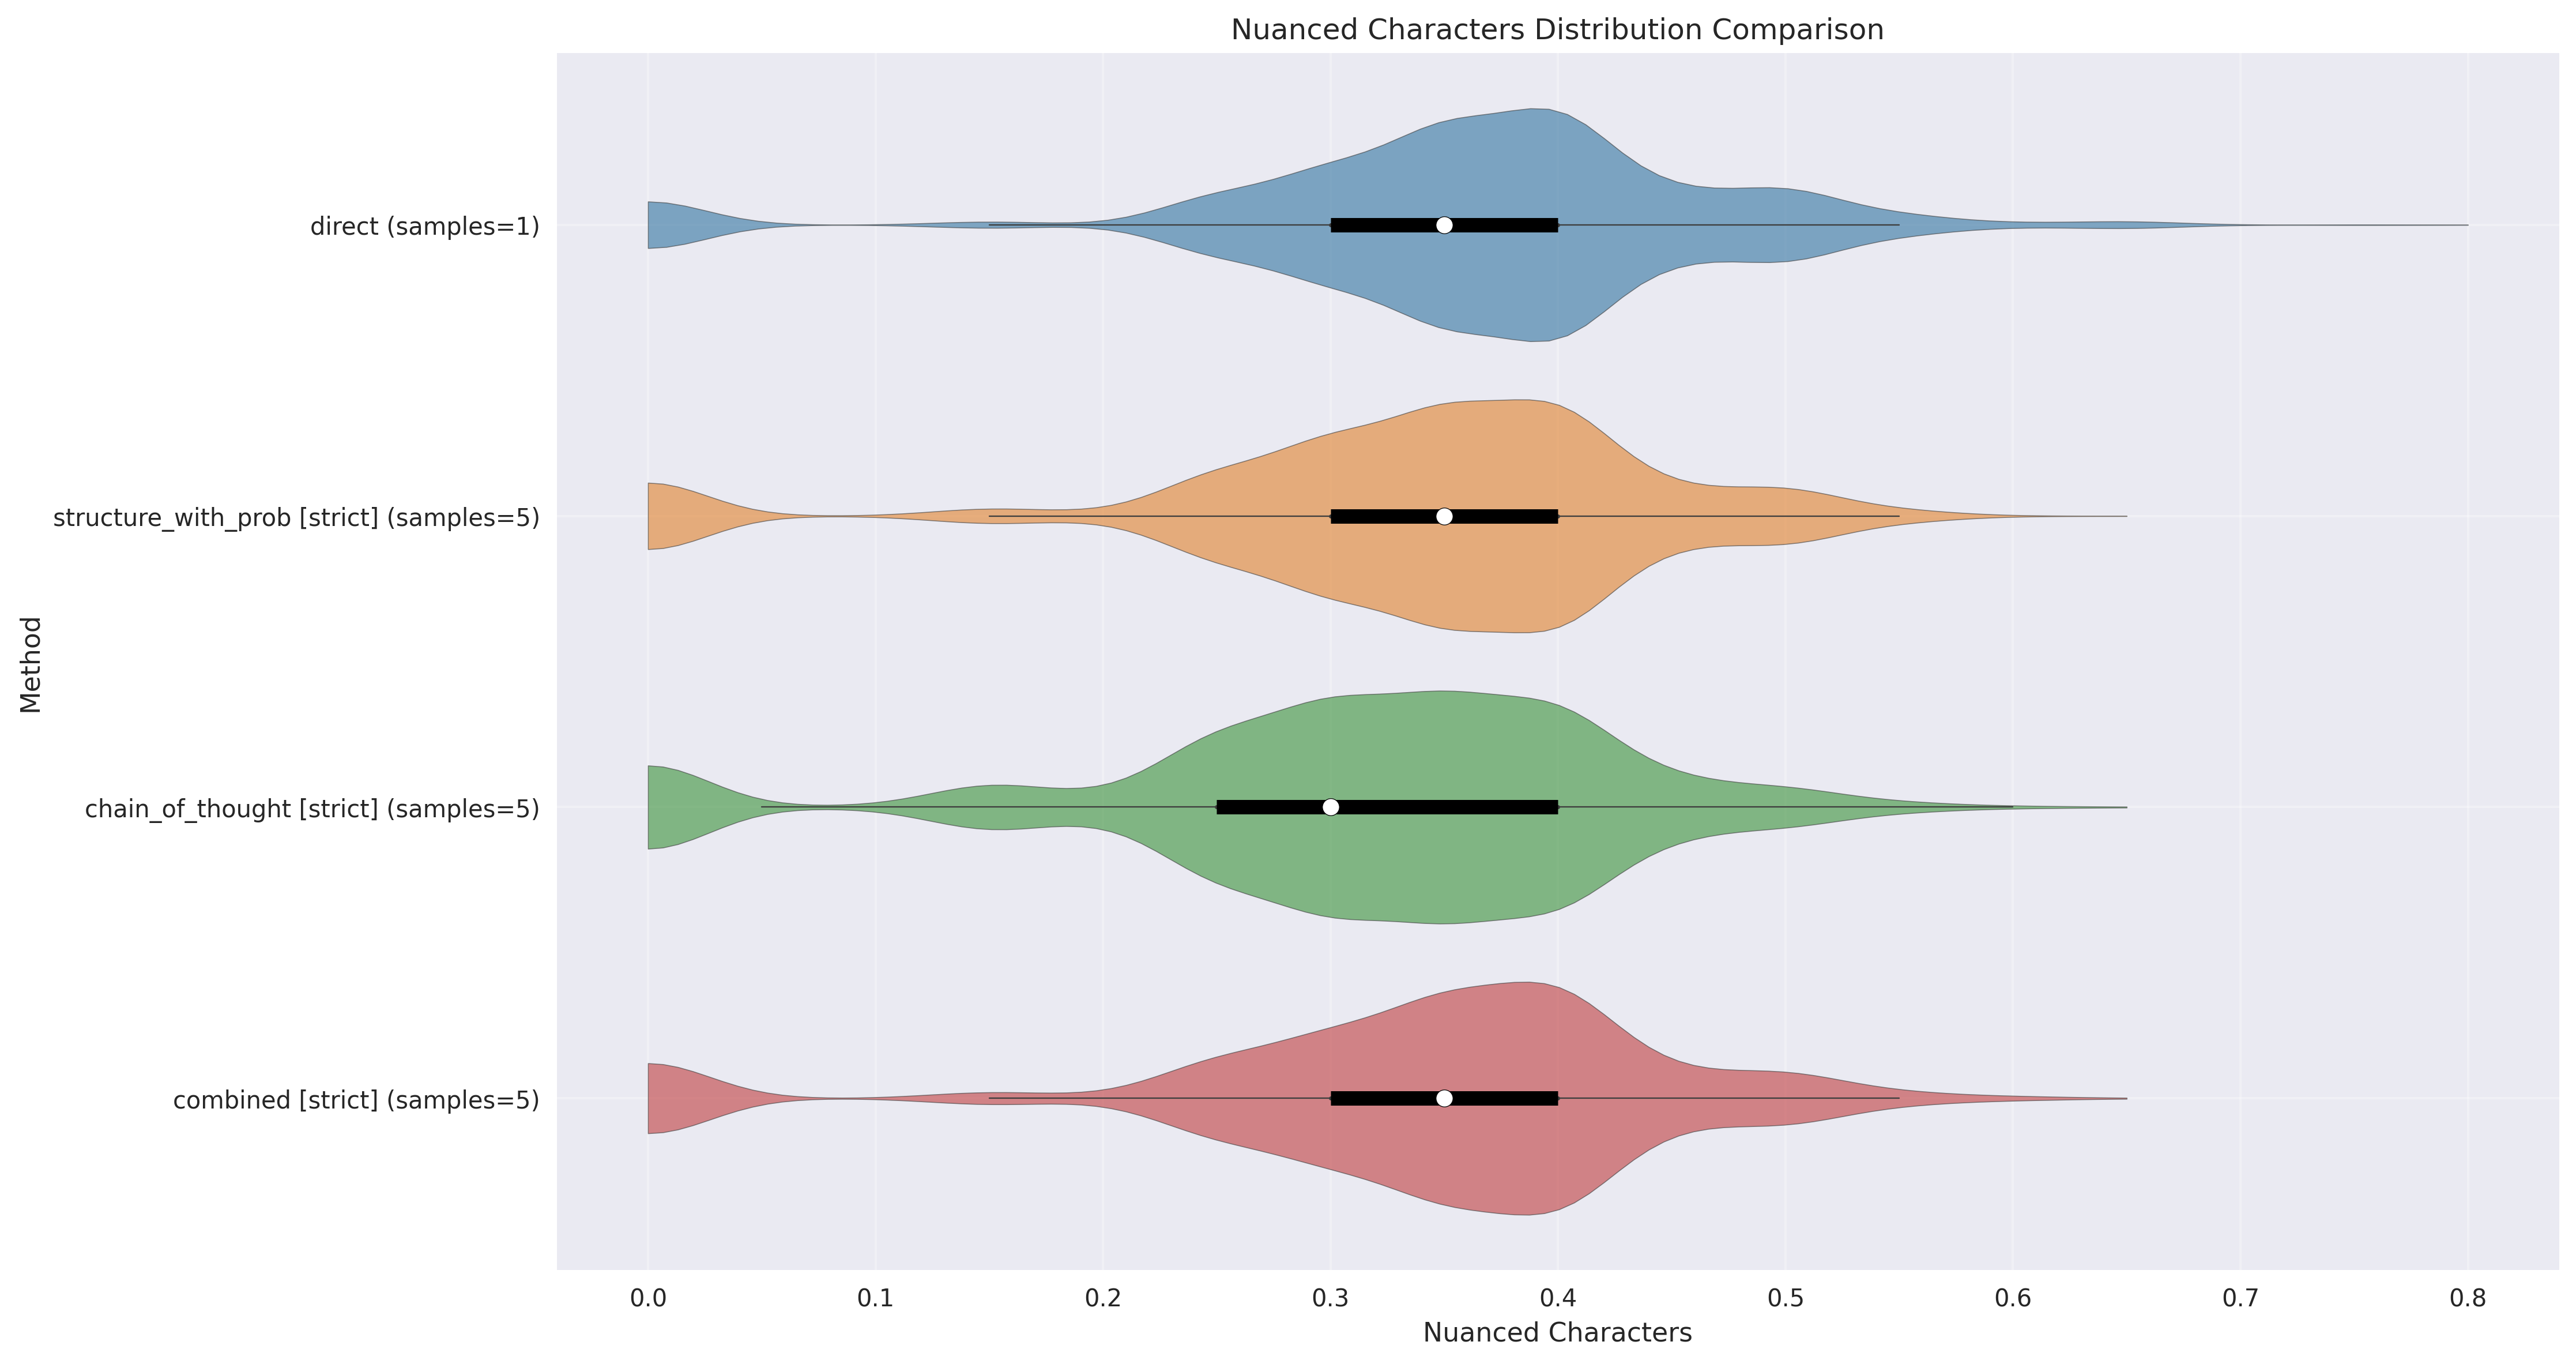 Nuanced Characters Distribution Comparison
direct (samples=1)
structure_with_prob [strict] (samples=5)
chain_of_thought [strict] (samples=5)
combined [strict] (samples=5)
Method
0.0 0.1 0.2 0.3 0.4 0.5 0.6 0.7 0.8
Nuanced Characters